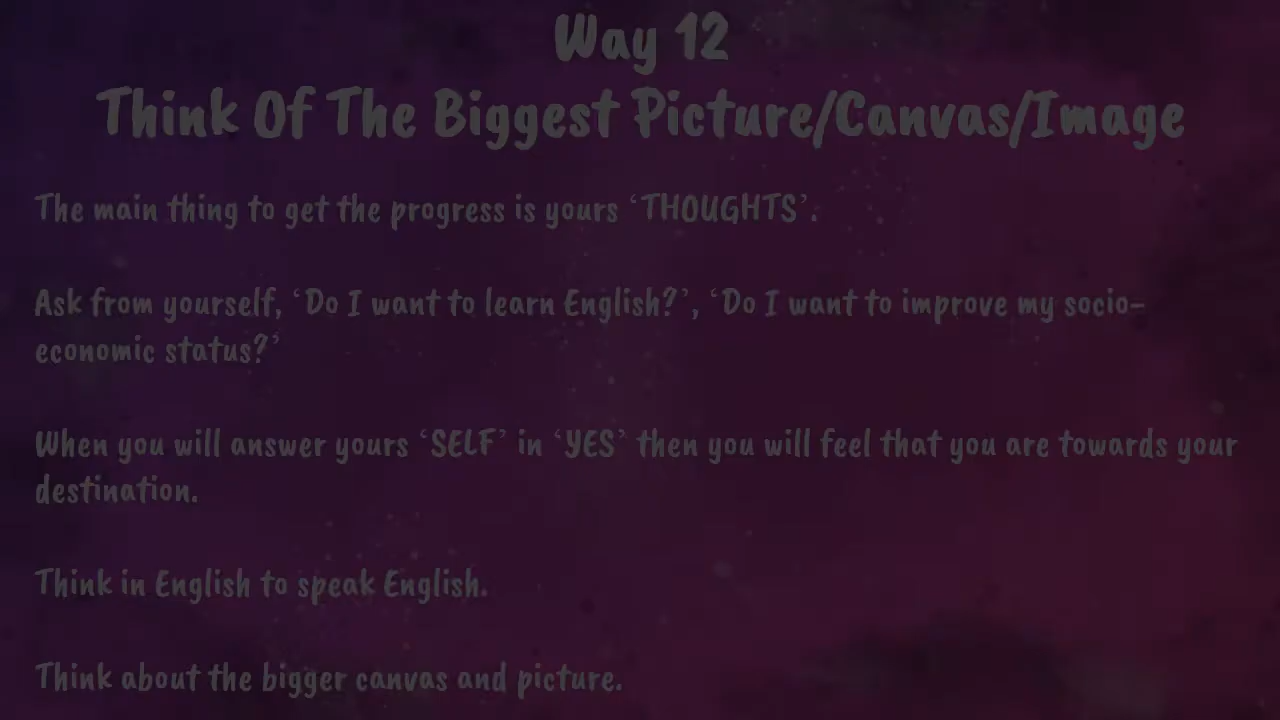 Way 12
Think Of The Biggest Picture/Canvas/Image
The main thing to get the progress is yours ‘THOUGHTS’.
Ask from yourself, ‘Do I want to learn English?’, ‘Do I want to improve my socio-
economic status?’
When you will answer yours ‘SELF’ in ‘YES’ then you will feel that you are towards your
destination.
Think in English to speak English.
Think about the bigger canvas and picture.